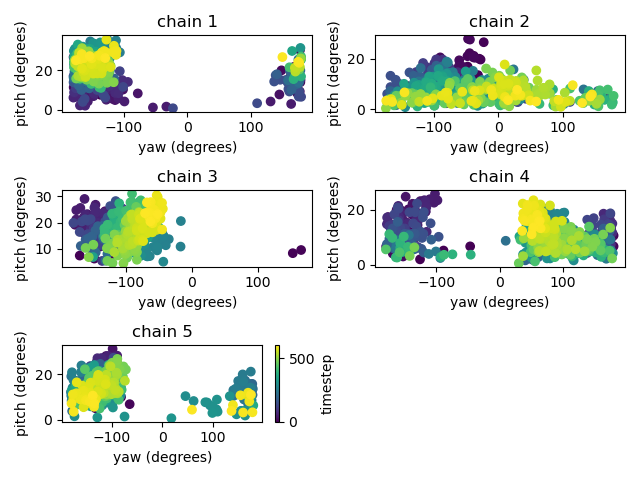 chain 1
pitch (degrees)
20
0
−100 0 100
yaw (degrees)
chain 2
pitch (degrees)
20
0
−100 0 100
yaw (degrees)
chain 3
pitch (degrees)
30
20
10
−100 0 100
yaw (degrees)
chain 4
pitch (degrees)
20
0
−100 0 100
yaw (degrees)
chain 5
pitch (degrees)
20
0
−100 0 100
yaw (degrees)
500
0
timestep